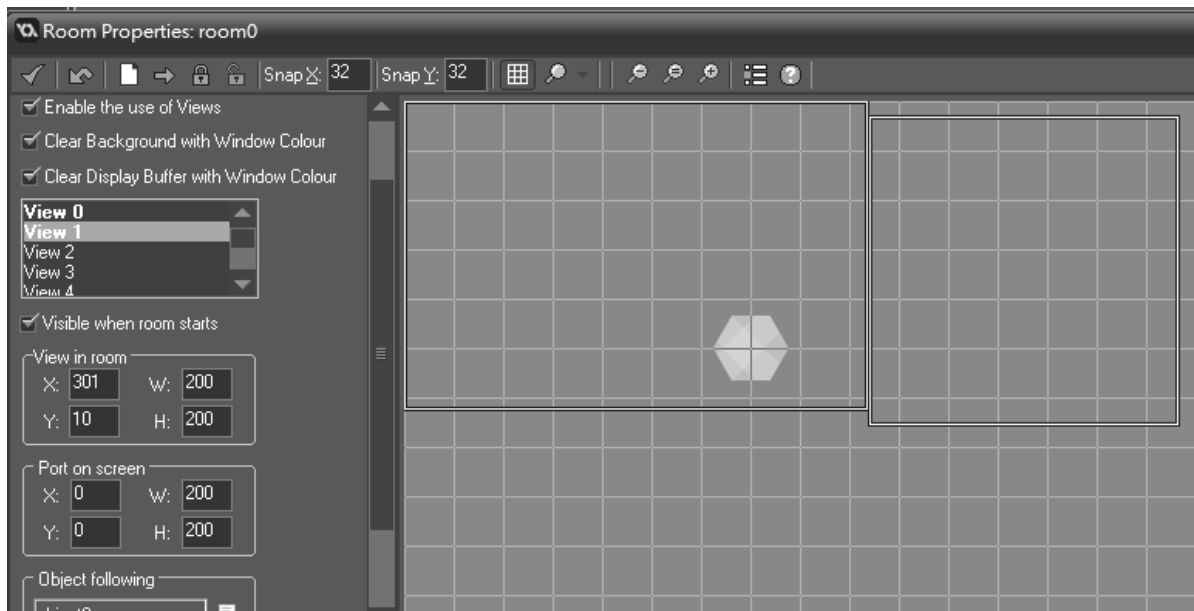 Room Properties: room0
Snap X: 32 Snap Y: 32
Enable the use of Views
Clear Background with Window Colour
Clear Display Buffer with Window Colour
View 0
View 1
View 2
View 3
View 4
Visible when room starts
View in room
X: 301 W: 200
Y: 10 H: 200
Port on screen
X: 0 W: 200
Y: 0 H: 200
Object following